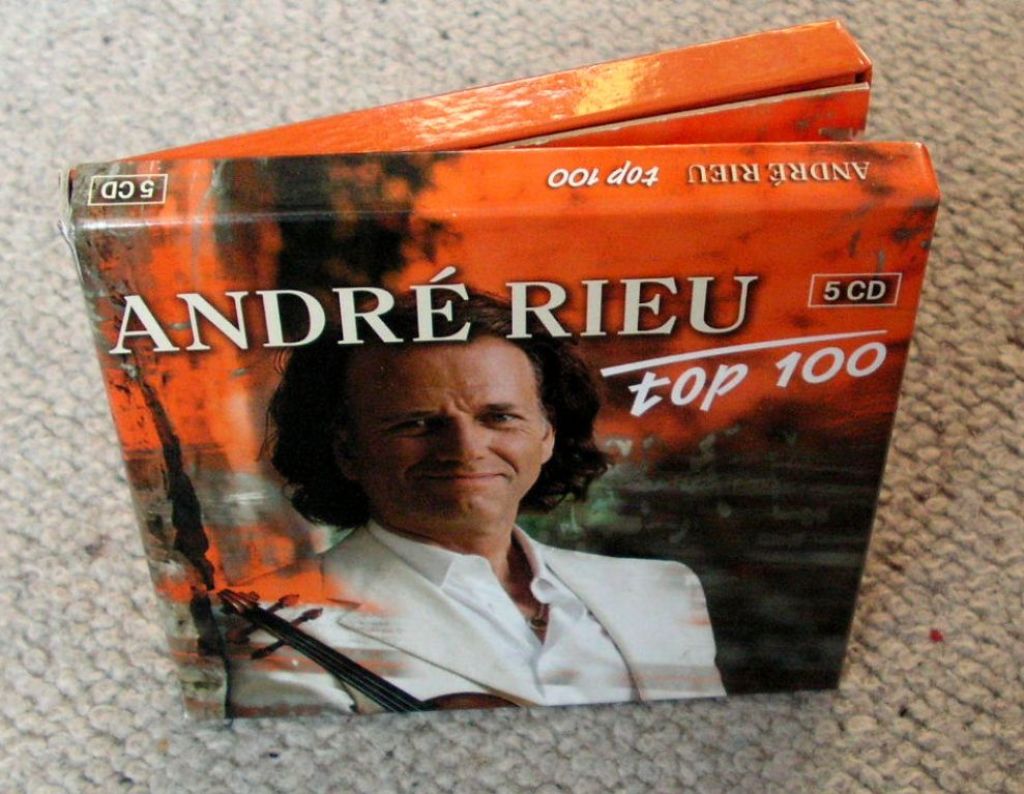 5 CD
top 100
ANDRÉ RIEU
ANDRÉ RIEU
5 CD
top 100